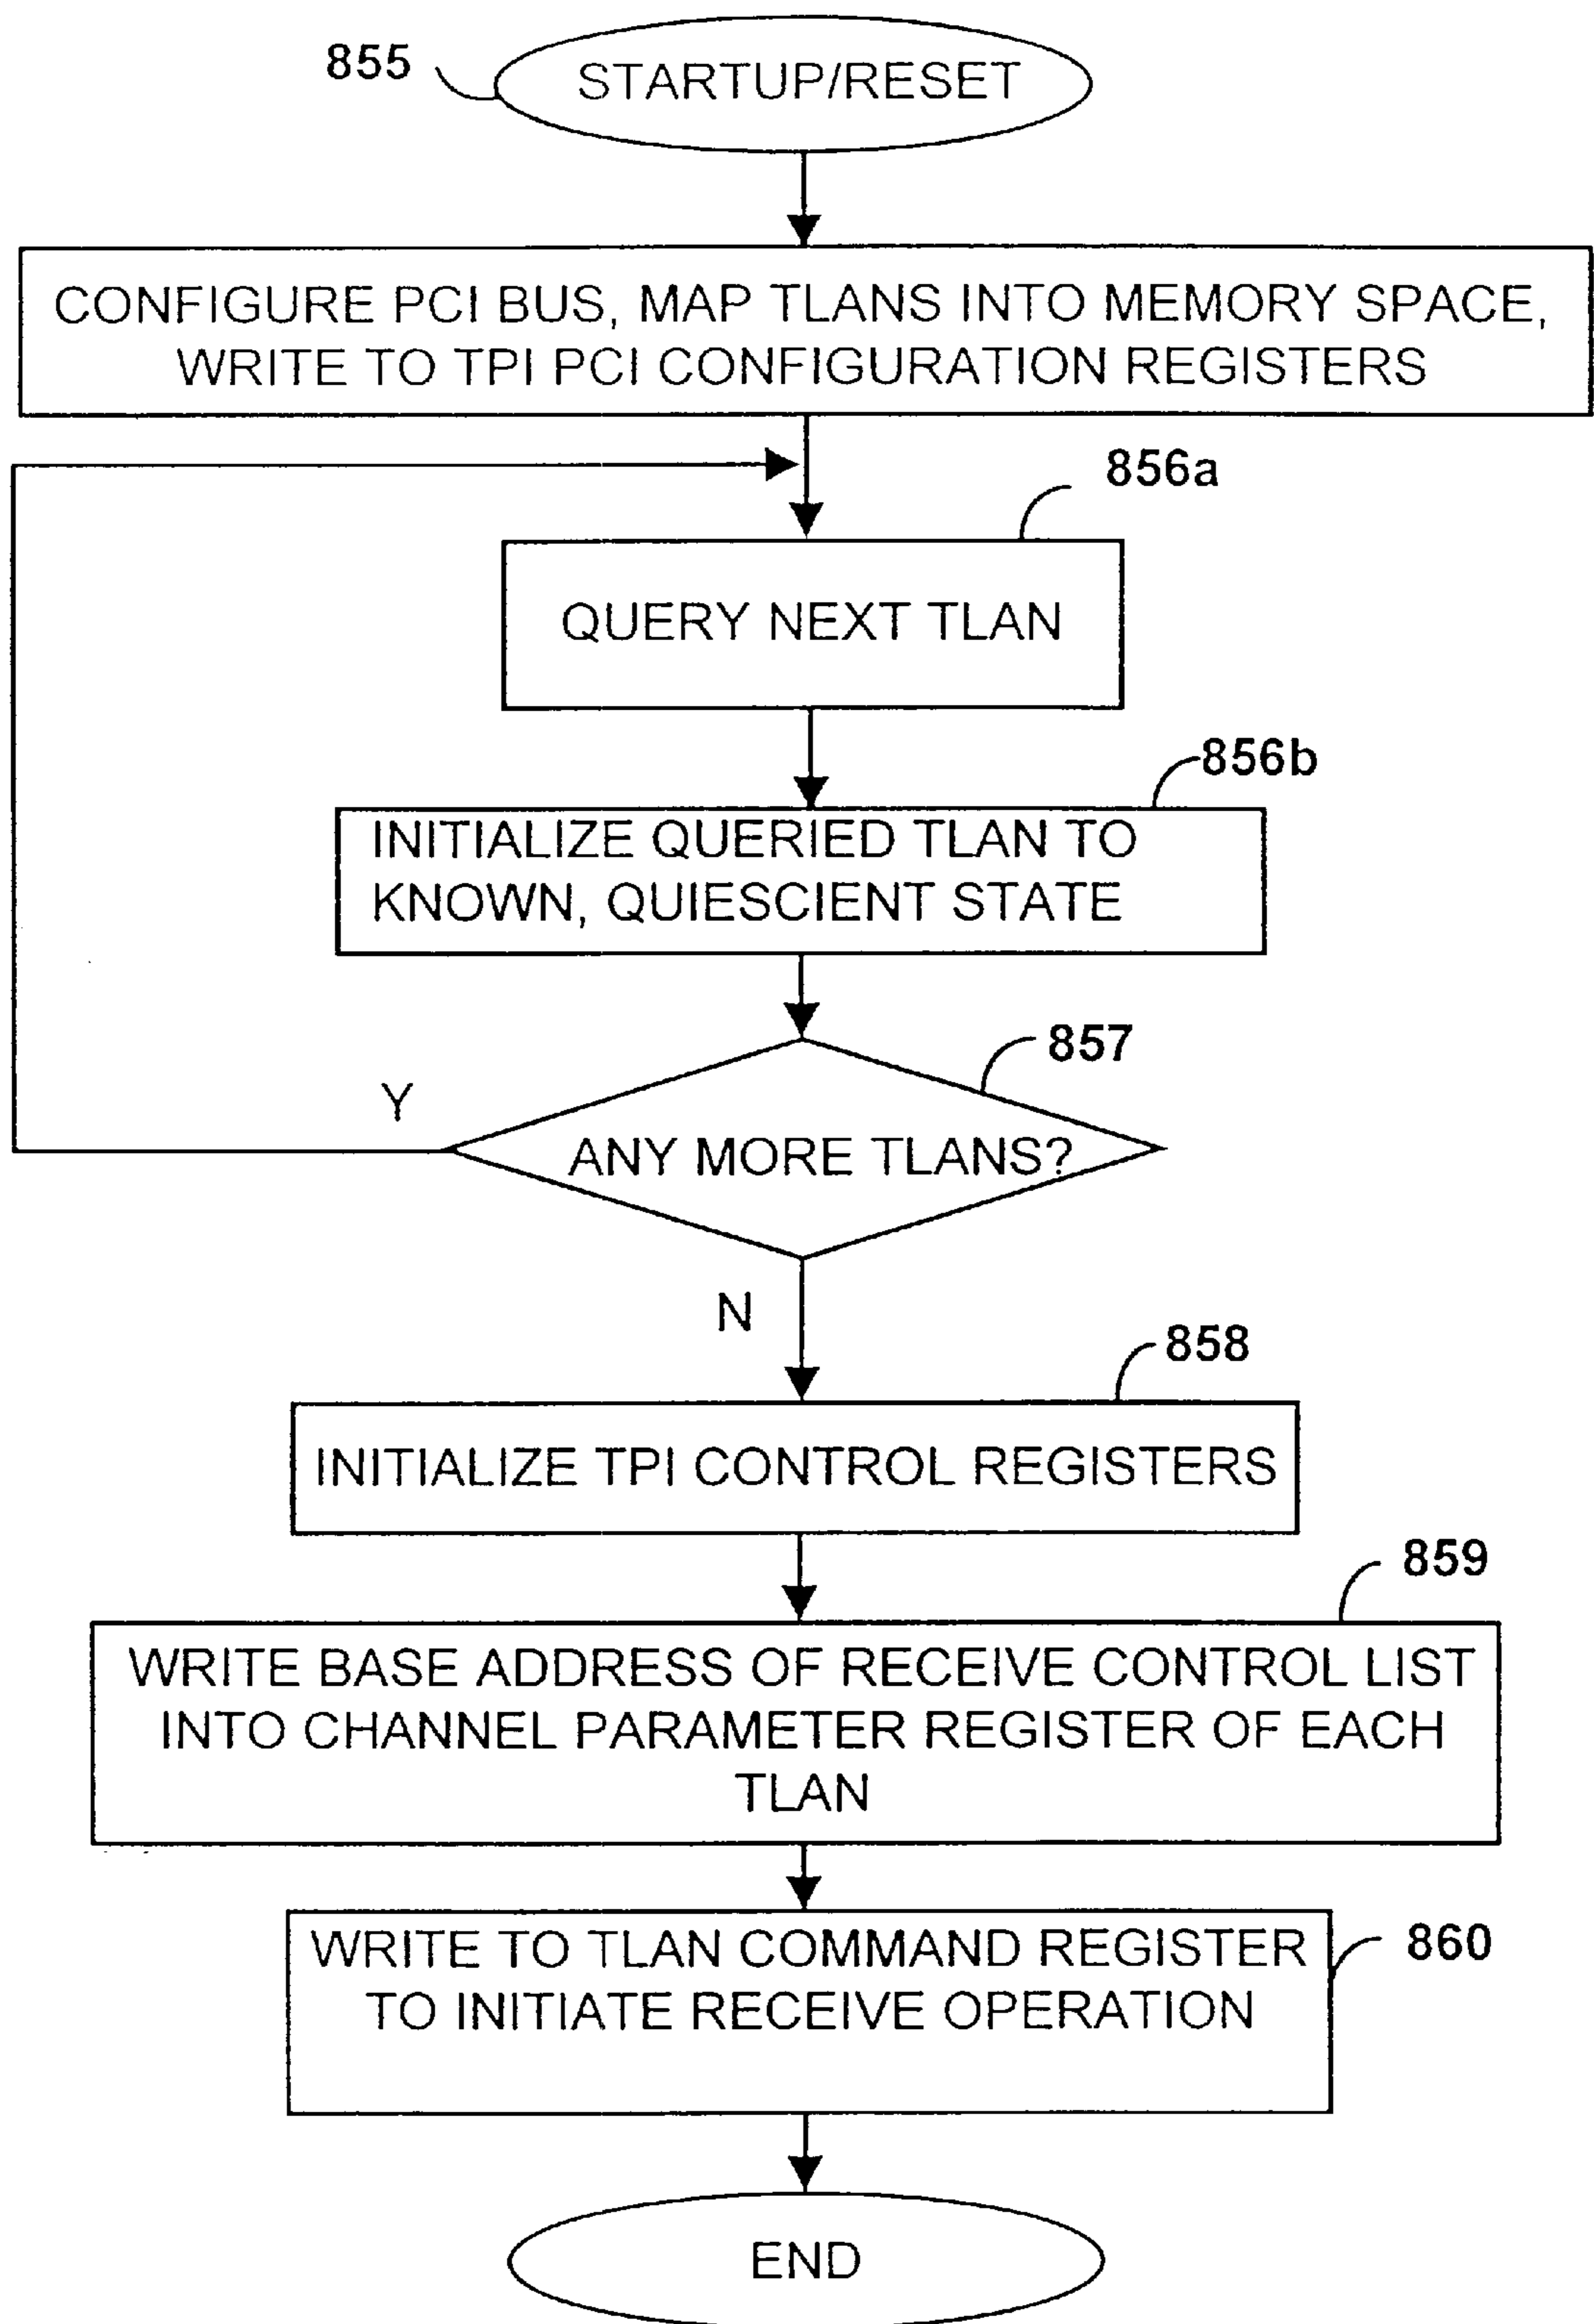 855
STARTUP/RESET
CONFIGURE PCI BUS, MAP TLANS INTO MEMORY SPACE,
WRITE TO TPI PCI CONFIGURATION REGISTERS
856a
QUERY NEXT TLAN
856b
INITIALIZE QUERIED TLAN TO
KNOWN, QUIESCIENT STATE
857
Y
ANY MORE TLANS?
N
858
INITIALIZE TPI CONTROL REGISTERS
859
WRITE BASE ADDRESS OF RECEIVE CONTROL LIST
INTO CHANNEL PARAMETER REGISTER OF EACH
TLAN
860
WRITE TO TLAN COMMAND REGISTER
TO INITIATE RECEIVE OPERATION
END